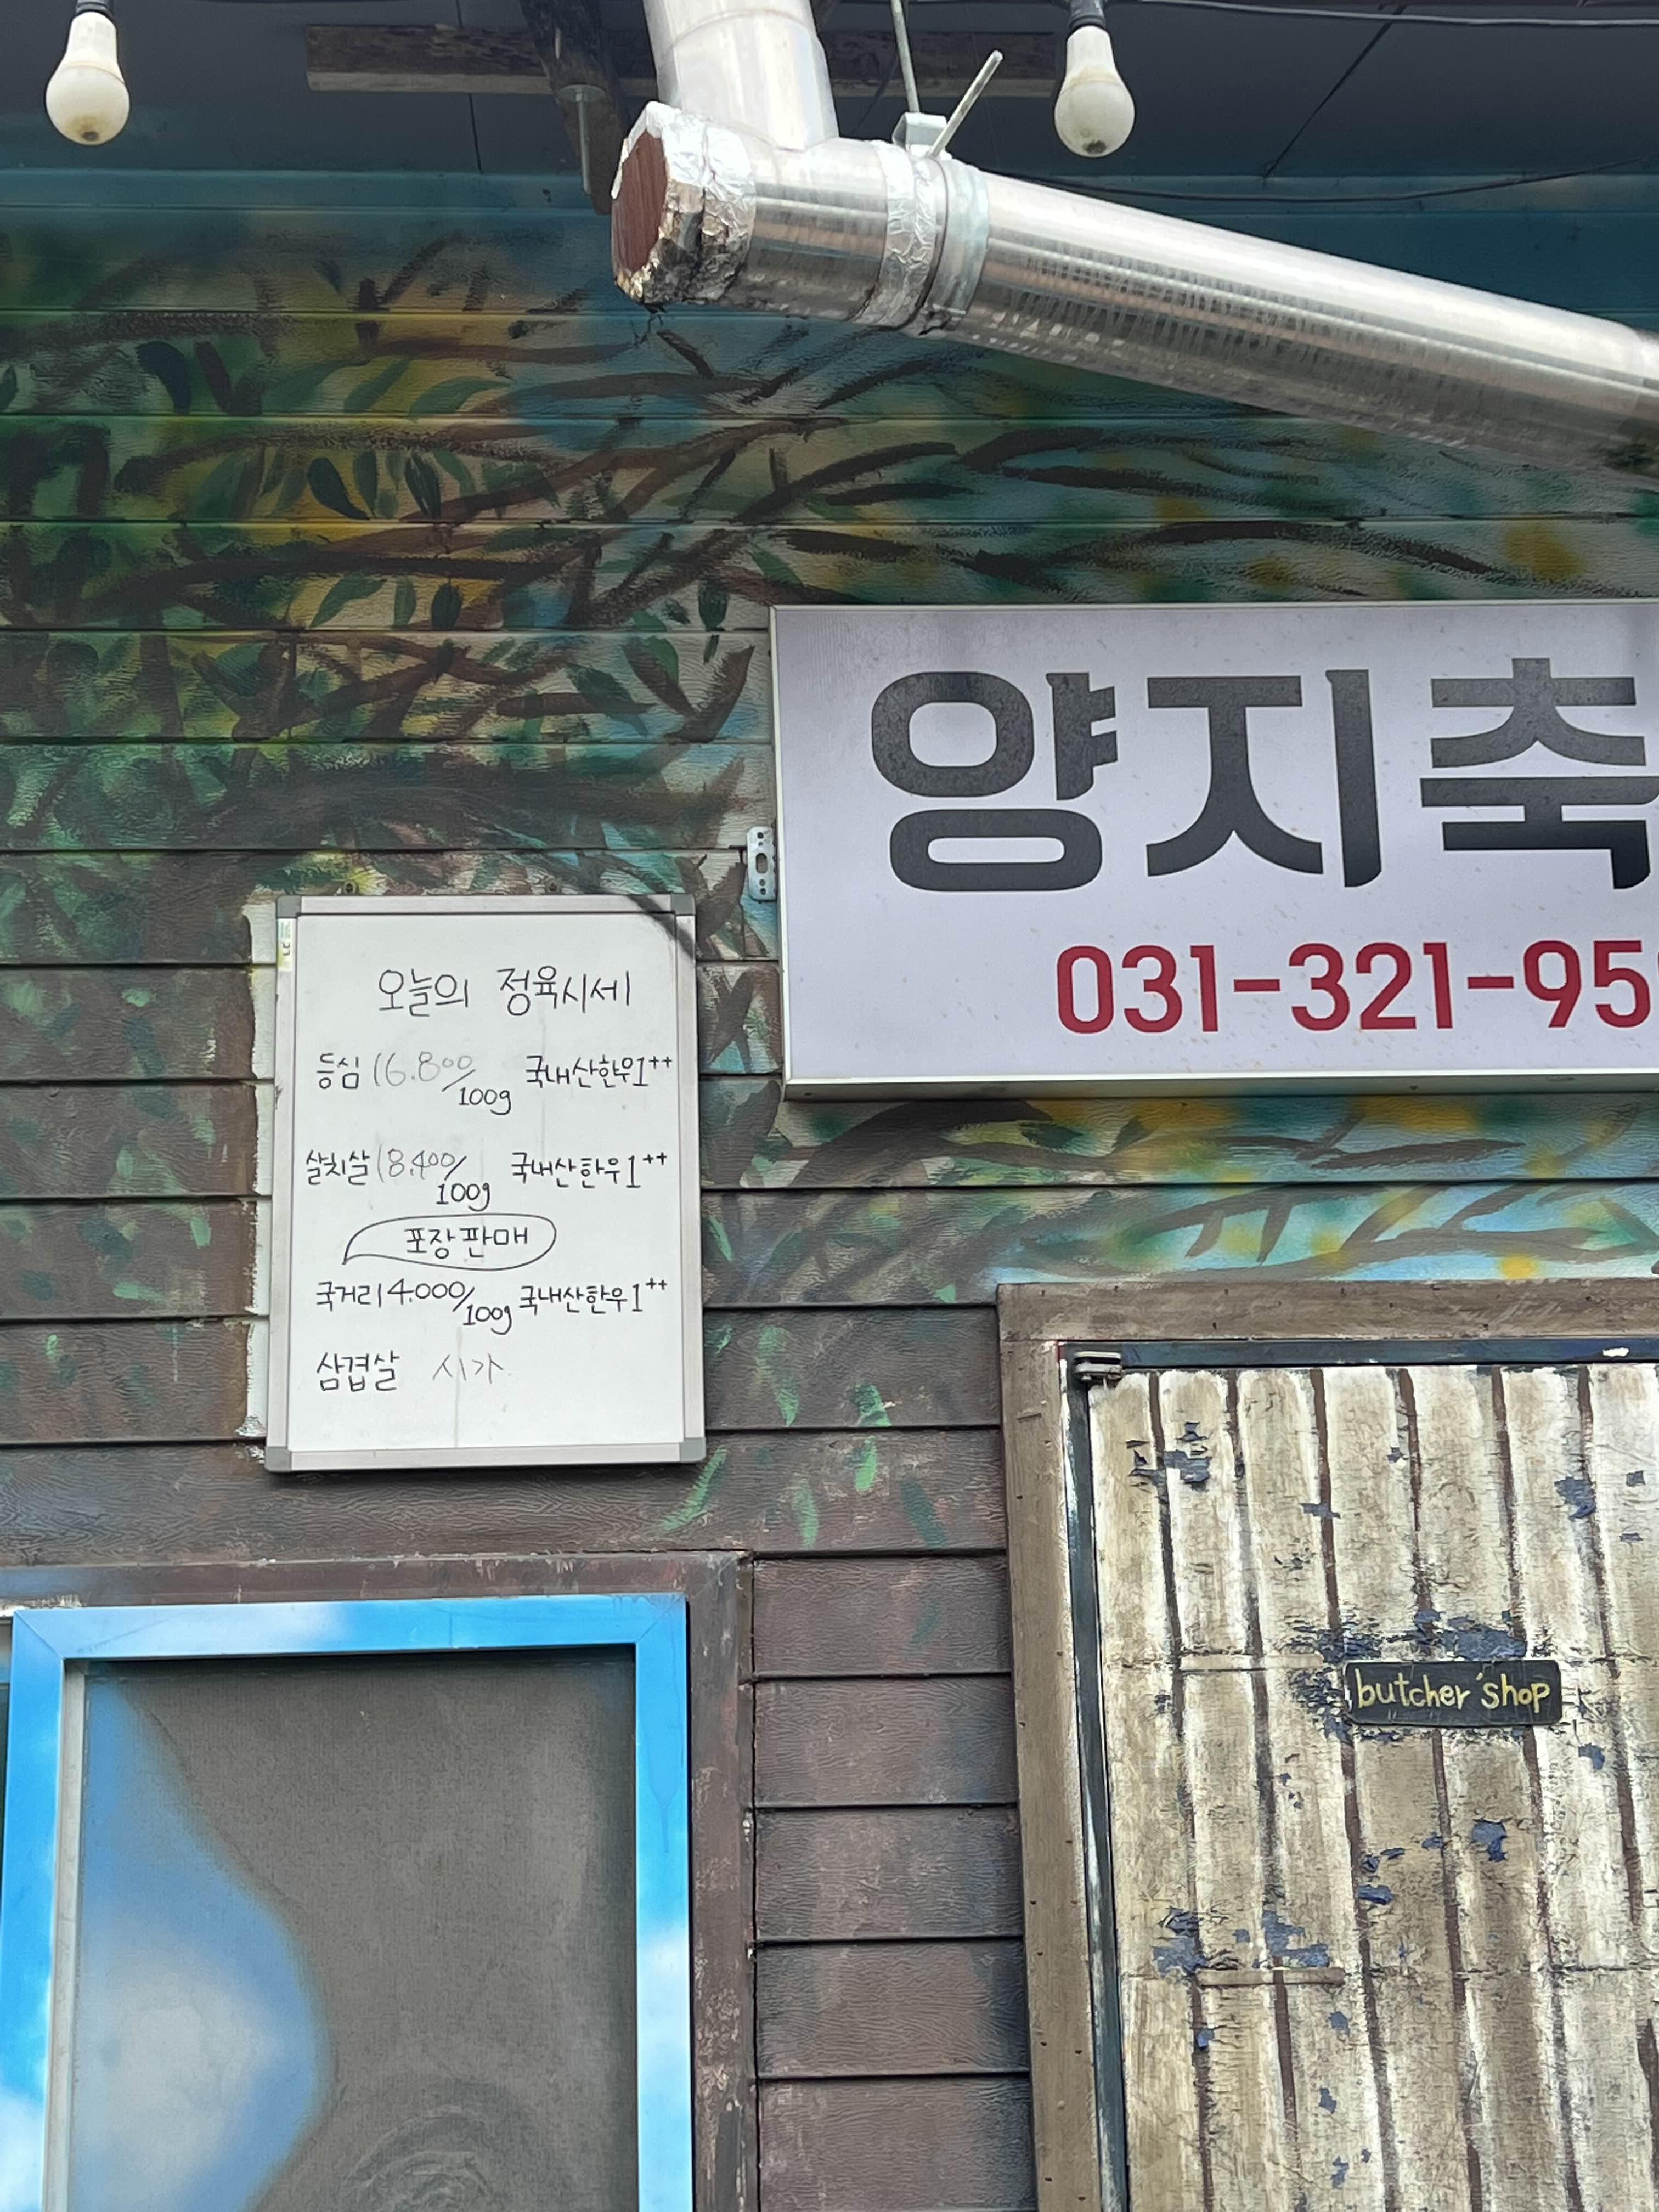 양지축
031-321-95
오늘의 정육시세
등심 16.800/100g 국내산한우1++
살치살 18.400/100g 국내산한우1++
포장판매
국거리 4.000/100g 국내산한우1++
삼겹살 시가
butcher'shop